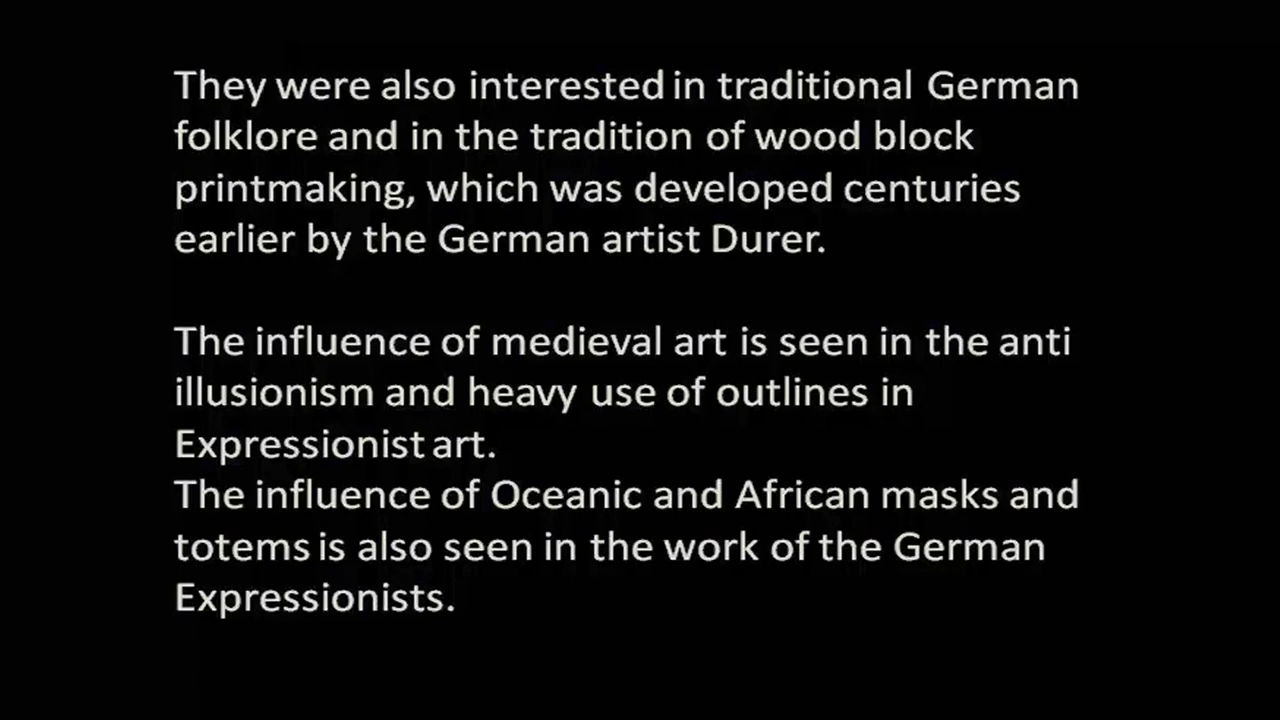 They were also interested in traditional German
folklore and in the tradition of wood block
printmaking, which was developed centuries
earlier by the German artist Durer.
The influence of medieval art is seen in the anti
illusionism and heavy use of outlines in
Expressionist art.
The influence of Oceanic and African masks and
totems is also seen in the work of the German
Expressionists.